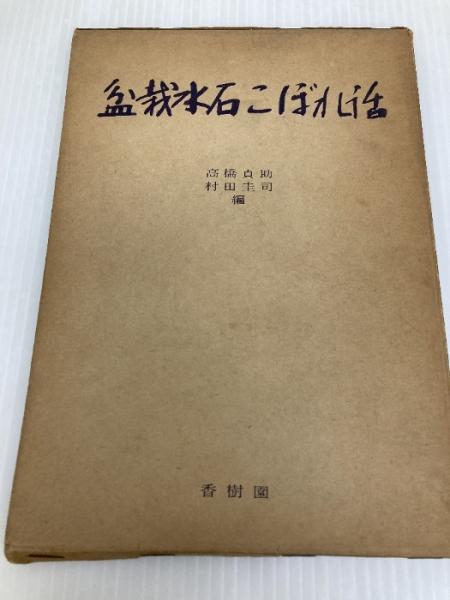 盆栽水石こぼれ話
高橋貞助
村田圭司
編
香樹園